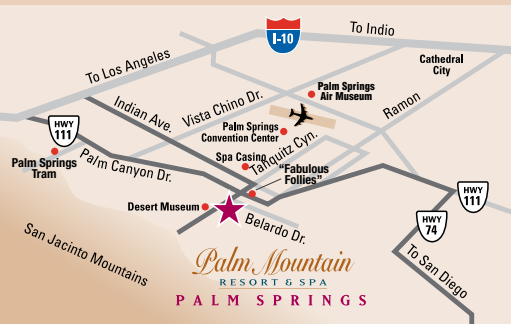 To Indio
I-10
Cathedral
City
To Los Angeles
Palm Springs
Air Museum
Indian Ave.
Vista Chino Dr.
Ramon
HWY
111
Palm Springs
Convention Center
Palm Springs
Tram
Palm Canyon Dr.
Spa Casino
Tahquitz Cyn.
"Fabulous
Follies"
Desert Museum
HWY
111
HWY
74
Belardo Dr.
San Jacinto Mountains
To San Diego
Palm Mountain
RESORT & SPA
PALM SPRINGS